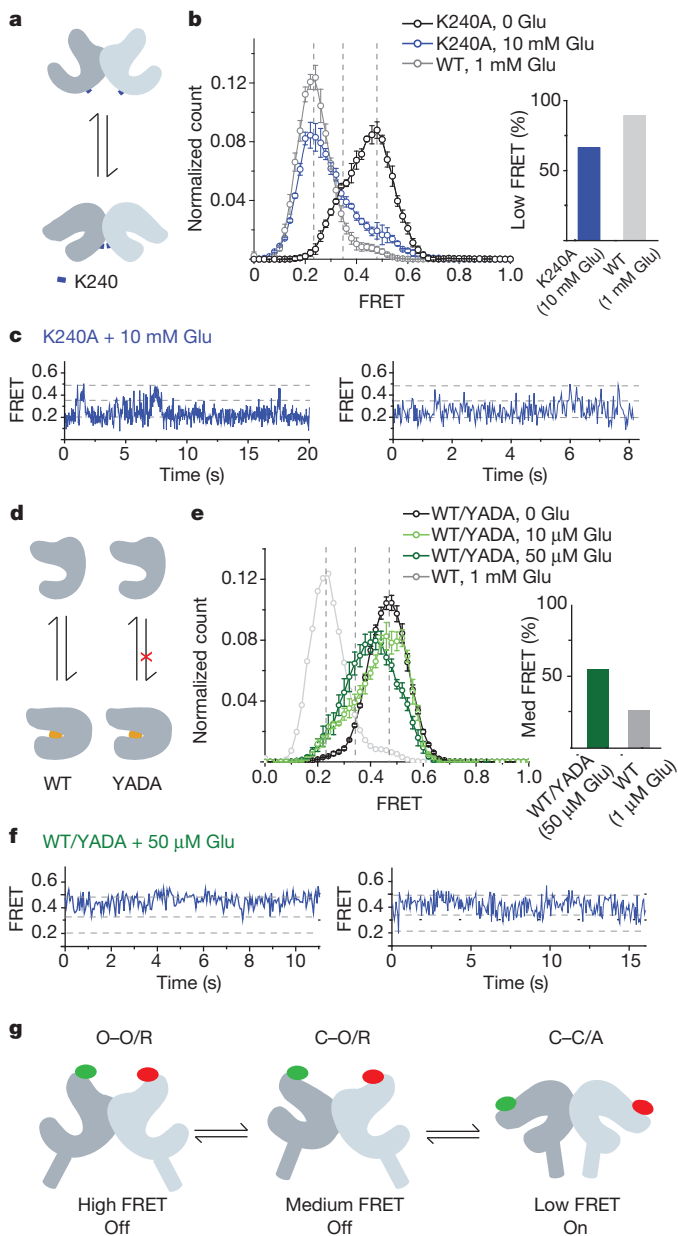 a
K240
b
K240A, 0 Glu
K240A, 10 mM Glu
WT, 1 mM Glu
Normalized count
0.12
0.08
0.04
0
0.2
0.4
0.6
0.8
1.0
FRET
Low FRET (%)
100
50
K240A
(10 mM Glu)
WT
(1 mM Glu)
c K240A + 10 mM Glu
FRET
0.6
0.4
0.2
0 5 10 15 20
Time (s)
FRET
0.6
0.4
0.2
0 2 4 6 8
Time (s)
d
WT YADA
e
WT/YADA, 0 Glu
WT/YADA, 10 μM Glu
WT/YADA, 50 μM Glu
WT, 1 mM Glu
Normalized count
0.12
0.08
0.04
0.0 0.2 0.4 0.6 0.8 1.0
FRET
Med FRET (%)
100
50
WT/YADA
(50 μM Glu)
WT
(1 μM Glu)
f WT/YADA + 50 μM Glu
FRET
0.6
0.4
0.2
0 2 4 6 8 10
Time (s)
FRET
0.6
0.4
0.2
0 5 10 15
Time (s)
g
O–O/R C–O/R C–C/A
High FRET Medium FRET Low FRET
Off Off On